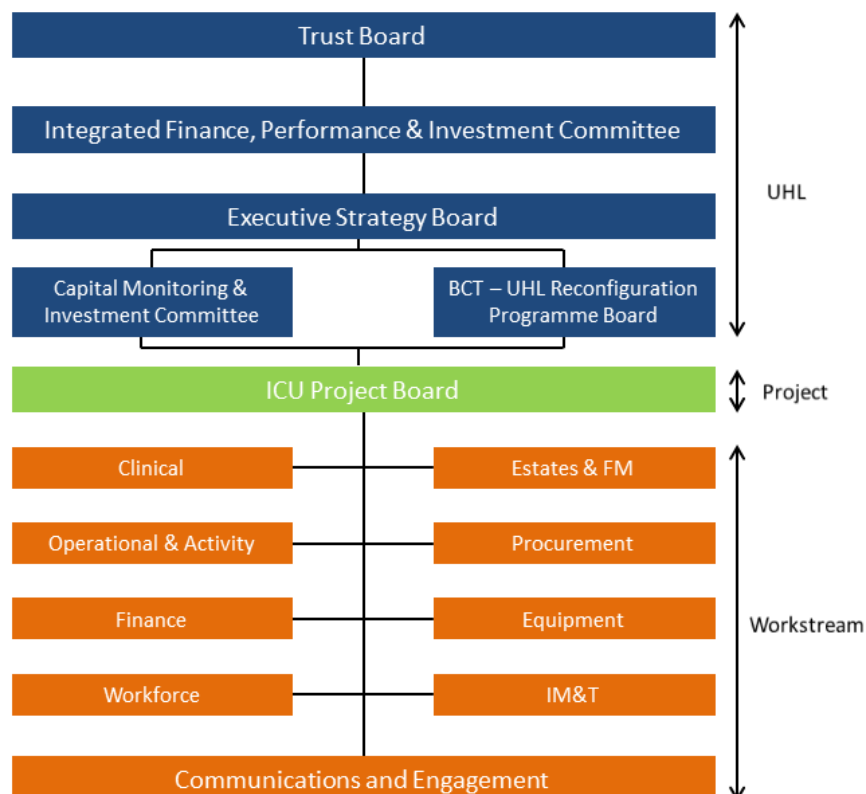 Trust Board
Integrated Finance, Performance & Investment Committee
Executive Strategy Board
UHL
Capital Monitoring &
Investment Committee
BCT – UHL Reconfiguration
Programme Board
ICU Project Board
Project
Clinical
Estates & FM
Operational & Activity
Procurement
Finance
Equipment
Workstream
Workforce
IM&T
Communications and Engagement